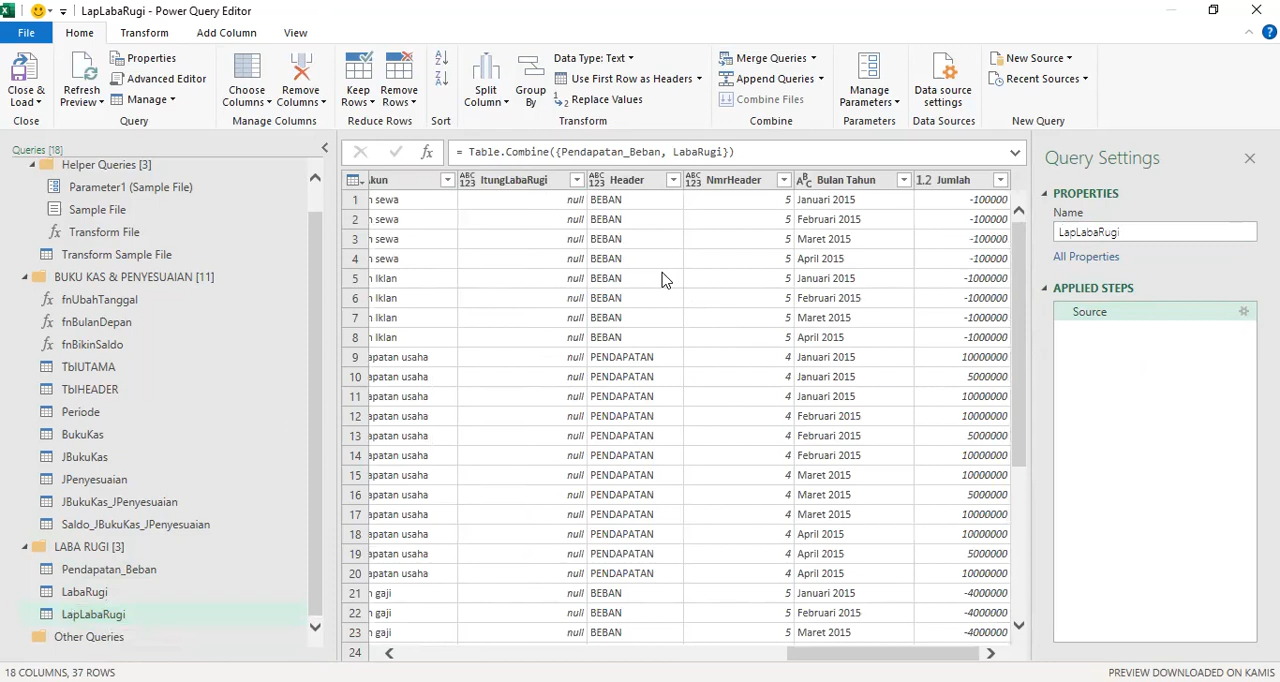 LapLabaRugi - Power Query Editor
File Home Transform Add Column View
Close & Load
Close
Refresh Preview
Properties
Advanced Editor
Manage
Query
Choose Columns
Remove Columns
Manage Columns
Keep Rows
Remove Rows
Reduce Rows
Sort
Split Column
Group By
Data Type: Text
Use First Row as Headers
Replace Values
Transform
Merge Queries
Append Queries
Combine Files
Combine
Manage Parameters
Parameters
Data source settings
Data Sources
New Source
Recent Sources
New Query
Queries [18]
Helper Queries [3]
Parameter1 (Sample File)
Sample File
Transform File
Transform Sample File
BUKU KAS & PENYESUAIAN [11]
fnUbahTanggal
fnBulanDepan
fnBikinSaldo
TblUTAMA
TblHEADER
Periode
BukuKas
JBukuKas
JPenyesuaian
JBukuKas_JPenyesuaian
Saldo_JBukuKas_JPenyesuaian
LABA RUGI [3]
Pendapatan_Beban
LabaRugi
LapLabaRugi
Other Queries
= Table.Combine({Pendapatan_Beban, LabaRugi})
kun ItungLabaRugi Header NmrHeader Bulan Tahun Jumlah
1 n sewa null BEBAN 5 Januari 2015 -100000
2 n sewa null BEBAN 5 Februari 2015 -100000
3 n sewa null BEBAN 5 Maret 2015 -100000
4 n sewa null BEBAN 5 April 2015 -100000
5 n Iklan null BEBAN 5 Januari 2015 -1000000
6 n Iklan null BEBAN 5 Februari 2015 -1000000
7 n Iklan null BEBAN 5 Maret 2015 -1000000
8 n Iklan null BEBAN 5 April 2015 -1000000
9 apatan usaha null PENDAPATAN 4 Januari 2015 10000000
10 apatan usaha null PENDAPATAN 4 Januari 2015 5000000
11 apatan usaha null PENDAPATAN 4 Januari 2015 10000000
12 apatan usaha null PENDAPATAN 4 Februari 2015 10000000
13 apatan usaha null PENDAPATAN 4 Februari 2015 5000000
14 apatan usaha null PENDAPATAN 4 Februari 2015 10000000
15 apatan usaha null PENDAPATAN 4 Maret 2015 10000000
16 apatan usaha null PENDAPATAN 4 Maret 2015 5000000
17 apatan usaha null PENDAPATAN 4 Maret 2015 10000000
18 apatan usaha null PENDAPATAN 4 April 2015 10000000
19 apatan usaha null PENDAPATAN 4 April 2015 5000000
20 apatan usaha null PENDAPATAN 4 April 2015 10000000
21 n gaji null BEBAN 5 Januari 2015 -4000000
22 n gaji null BEBAN 5 Februari 2015 -4000000
23 n gaji null BEBAN 5 Maret 2015 -4000000
24
Query Settings
PROPERTIES
Name
LapLabaRugi
All Properties
APPLIED STEPS
Source
18 COLUMNS, 37 ROWS
PREVIEW DOWNLOADED ON KAMIS